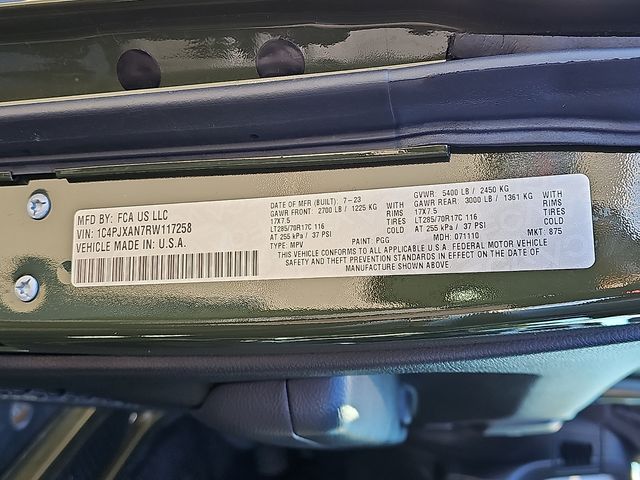 MFD BY: FCA US LLC
VIN: 1C4PJXAN7RW117258
VEHICLE MADE IN: U.S.A.
DATE OF MFR (BUILT): 7-23
GAWR FRONT: 2700 LB / 1225 KG WITH
17X7.5 RIMS
LT285/70R17C 116 TIRES
AT 255 kPa / 37 PSI COLD
TYPE: MPV PAINT: PGG
GVWR: 5400 LB / 2450 KG
GAWR REAR: 3000 LB / 1361 KG WITH
17X7.5 RIMS
LT285/70R17C 116 TIRES
AT 255 kPa / 37 PSI COLD
MDH: 071110 MKT: 875
THIS VEHICLE CONFORMS TO ALL APPLICABLE U.S.A. FEDERAL MOTOR VEHICLE
SAFETY AND THEFT PREVENTION STANDARDS IN EFFECT ON THE DATE OF
MANUFACTURE SHOWN ABOVE